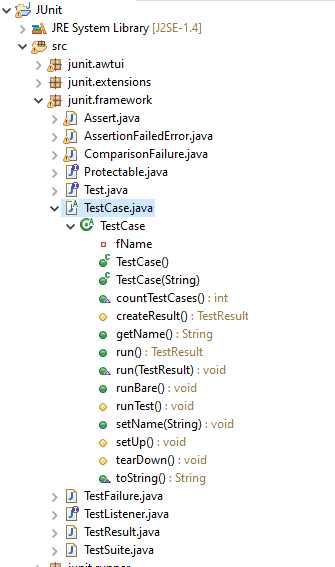 JUnit
JRE System Library [J2SE-1.4]
src
junit.awtui
junit.extensions
junit.framework
Assert.java
AssertionFailedError.java
ComparisonFailure.java
Protectable.java
Test.java
TestCase.java
TestCase
fName
TestCase()
TestCase(String)
countTestCases() : int
createResult() : TestResult
getName() : String
run() : TestResult
run(TestResult) : void
runBare() : void
runTest() : void
setName(String) : void
setUp() : void
tearDown() : void
toString() : String
TestFailure.java
TestListener.java
TestResult.java
TestSuite.java